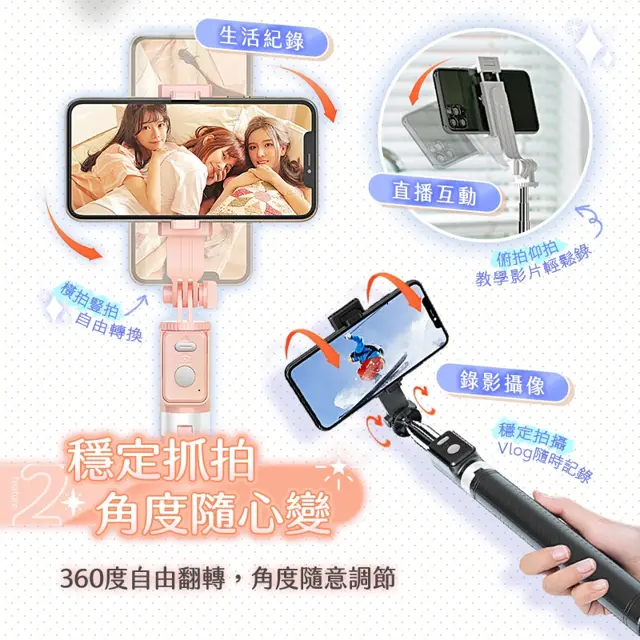 生活紀錄
直播互動
俯拍仰拍
教學影片輕鬆錄
橫拍豎拍
自由轉換
錄影攝像
穩定拍攝
Vlog隨時記錄
feature
2
穩定抓拍
角度隨心變
360度自由翻轉，角度隨意調節